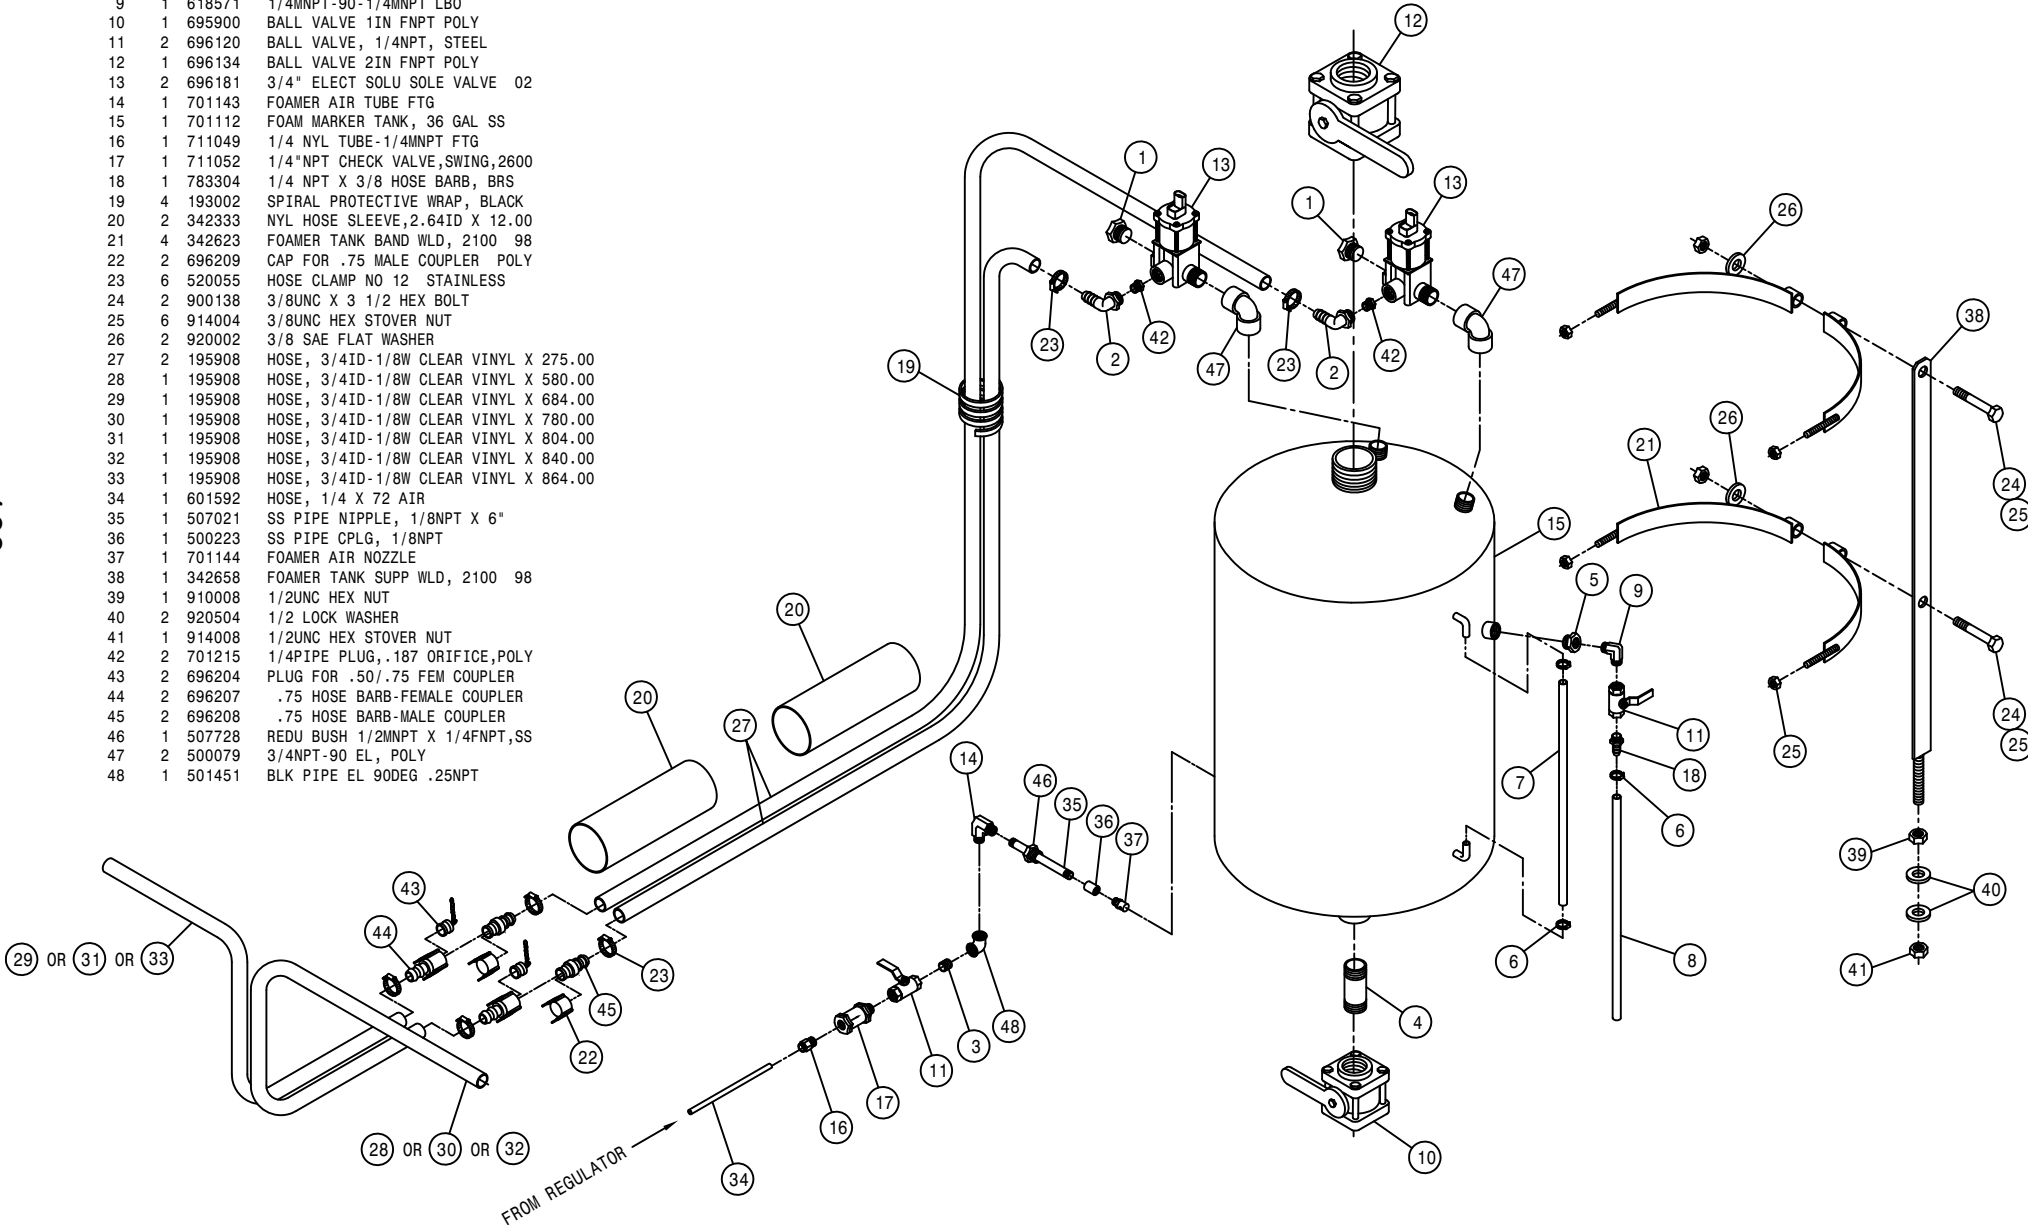 9 1 618571 1/4MNPT-90-1/4MNPT LBO
10 1 695900 BALL VALVE 1IN FNPT POLY
11 2 696120 BALL VALVE, 1/4NPT, STEEL
12 1 696134 BALL VALVE 2IN FNPT POLY
13 2 696181 3/4" ELECT SOLU SOLE VALVE 02
14 1 701143 FOAMER AIR TUBE FTG
15 1 701112 FOAM MARKER TANK, 36 GAL SS
16 1 711049 1/4 NYL TUBE-1/4MNPT FTG
17 1 711052 1/4"NPT CHECK VALVE,SWING,2600
18 1 783304 1/4 NPT X 3/8 HOSE BARB, BRS
19 4 193002 SPIRAL PROTECTIVE WRAP, BLACK
20 2 342333 NYL HOSE SLEEVE,2.64ID X 12.00
21 4 342623 FOAMER TANK BAND WLD, 2100 98
22 2 696209 CAP FOR .75 MALE COUPLER POLY
23 6 520055 HOSE CLAMP NO 12 STAINLESS
24 2 900138 3/8UNC X 3 1/2 HEX BOLT
25 6 914004 3/8UNC HEX STOVER NUT
26 2 920002 3/8 SAE FLAT WASHER
27 2 195908 HOSE, 3/4ID-1/8W CLEAR VINYL X 275.00
28 1 195908 HOSE, 3/4ID-1/8W CLEAR VINYL X 580.00
29 1 195908 HOSE, 3/4ID-1/8W CLEAR VINYL X 684.00
30 1 195908 HOSE, 3/4ID-1/8W CLEAR VINYL X 780.00
31 1 195908 HOSE, 3/4ID-1/8W CLEAR VINYL X 804.00
32 1 195908 HOSE, 3/4ID-1/8W CLEAR VINYL X 840.00
33 1 195908 HOSE, 3/4ID-1/8W CLEAR VINYL X 864.00
34 1 601592 HOSE, 1/4 X 72 AIR
35 1 507021 SS PIPE NIPPLE, 1/8NPT X 6"
36 1 500223 SS PIPE CPLG, 1/8NPT
37 1 701144 FOAMER AIR NOZZLE
38 1 342658 FOAMER TANK SUPP WLD, 2100 98
39 1 910008 1/2UNC HEX NUT
40 2 920504 1/2 LOCK WASHER
41 1 914008 1/2UNC HEX STOVER NUT
42 2 701215 1/4PIPE PLUG,.187 ORIFICE,POLY
43 2 696204 PLUG FOR .50/.75 FEM COUPLER
44 2 696207 .75 HOSE BARB-FEMALE COUPLER
45 2 696208 .75 HOSE BARB-MALE COUPLER
46 1 507728 REDU BUSH 1/2MNPT X 1/4FNPT,SS
47 2 500079 3/4NPT-90 EL, POLY
48 1 501451 BLK PIPE EL 90DEG .25NPT
12
1
13
13
1
26
47
38
23
42
23
42
2
47
2
19
26
24
25
21
15
5
9
20
20
24
25
27
11
25
14
46
7
18
35
36
37
6
39
43
40
44
29 OR 31 OR 33
23
6
8
41
45
4
48
3
22
11
17
16
28 OR 30 OR 32
10
34
FROM REGULATOR